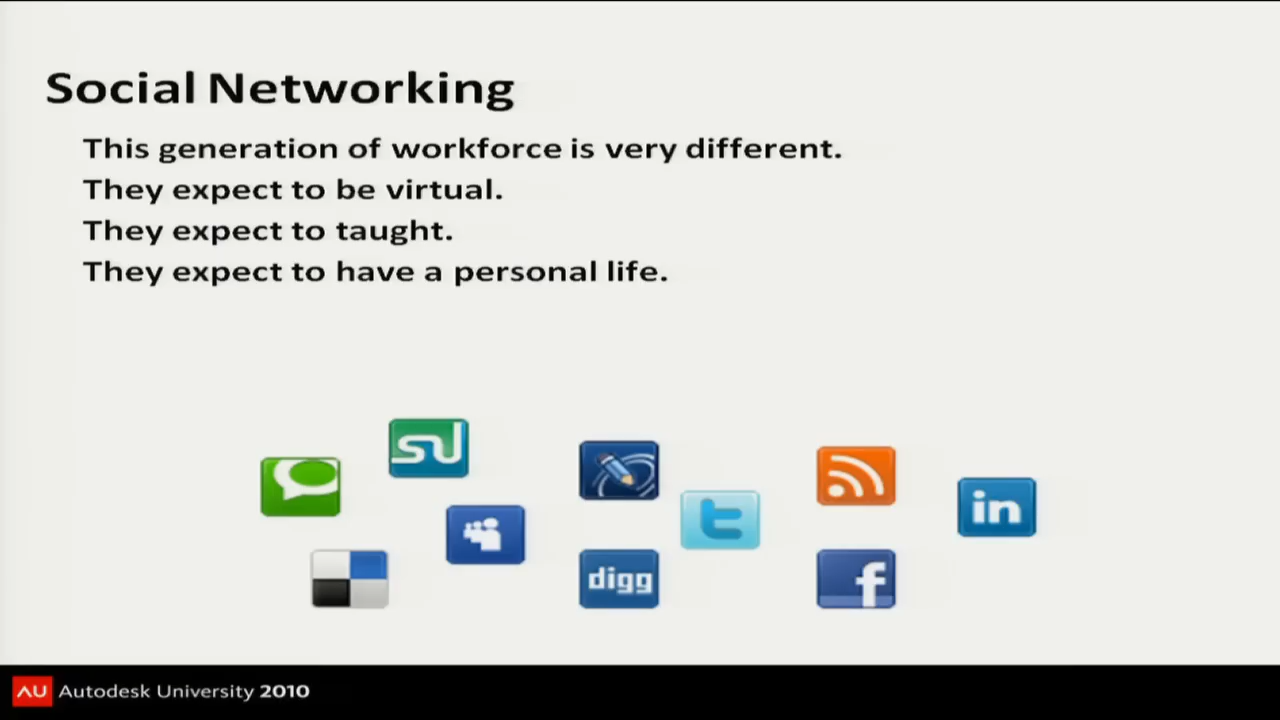 Social Networking
This generation of workforce is very different.
They expect to be virtual.
They expect to taught.
They expect to have a personal life.
su
in
t
digg
f
AU Autodesk University 2010